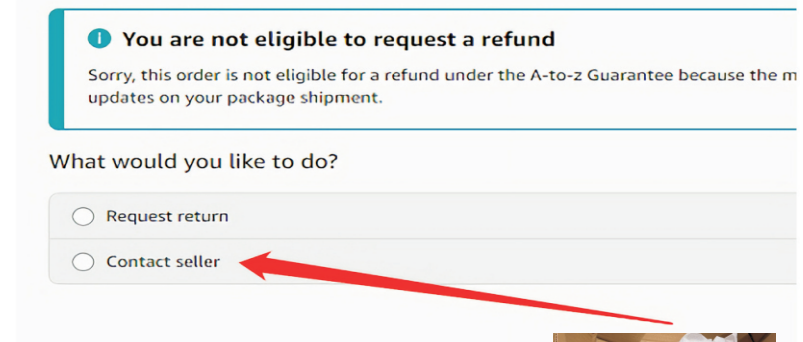 You are not eligible to request a refund
Sorry, this order is not eligible for a refund under the A-to-z Guarantee because the
updates on your package shipment.
What would you like to do?
Request return
Contact seller